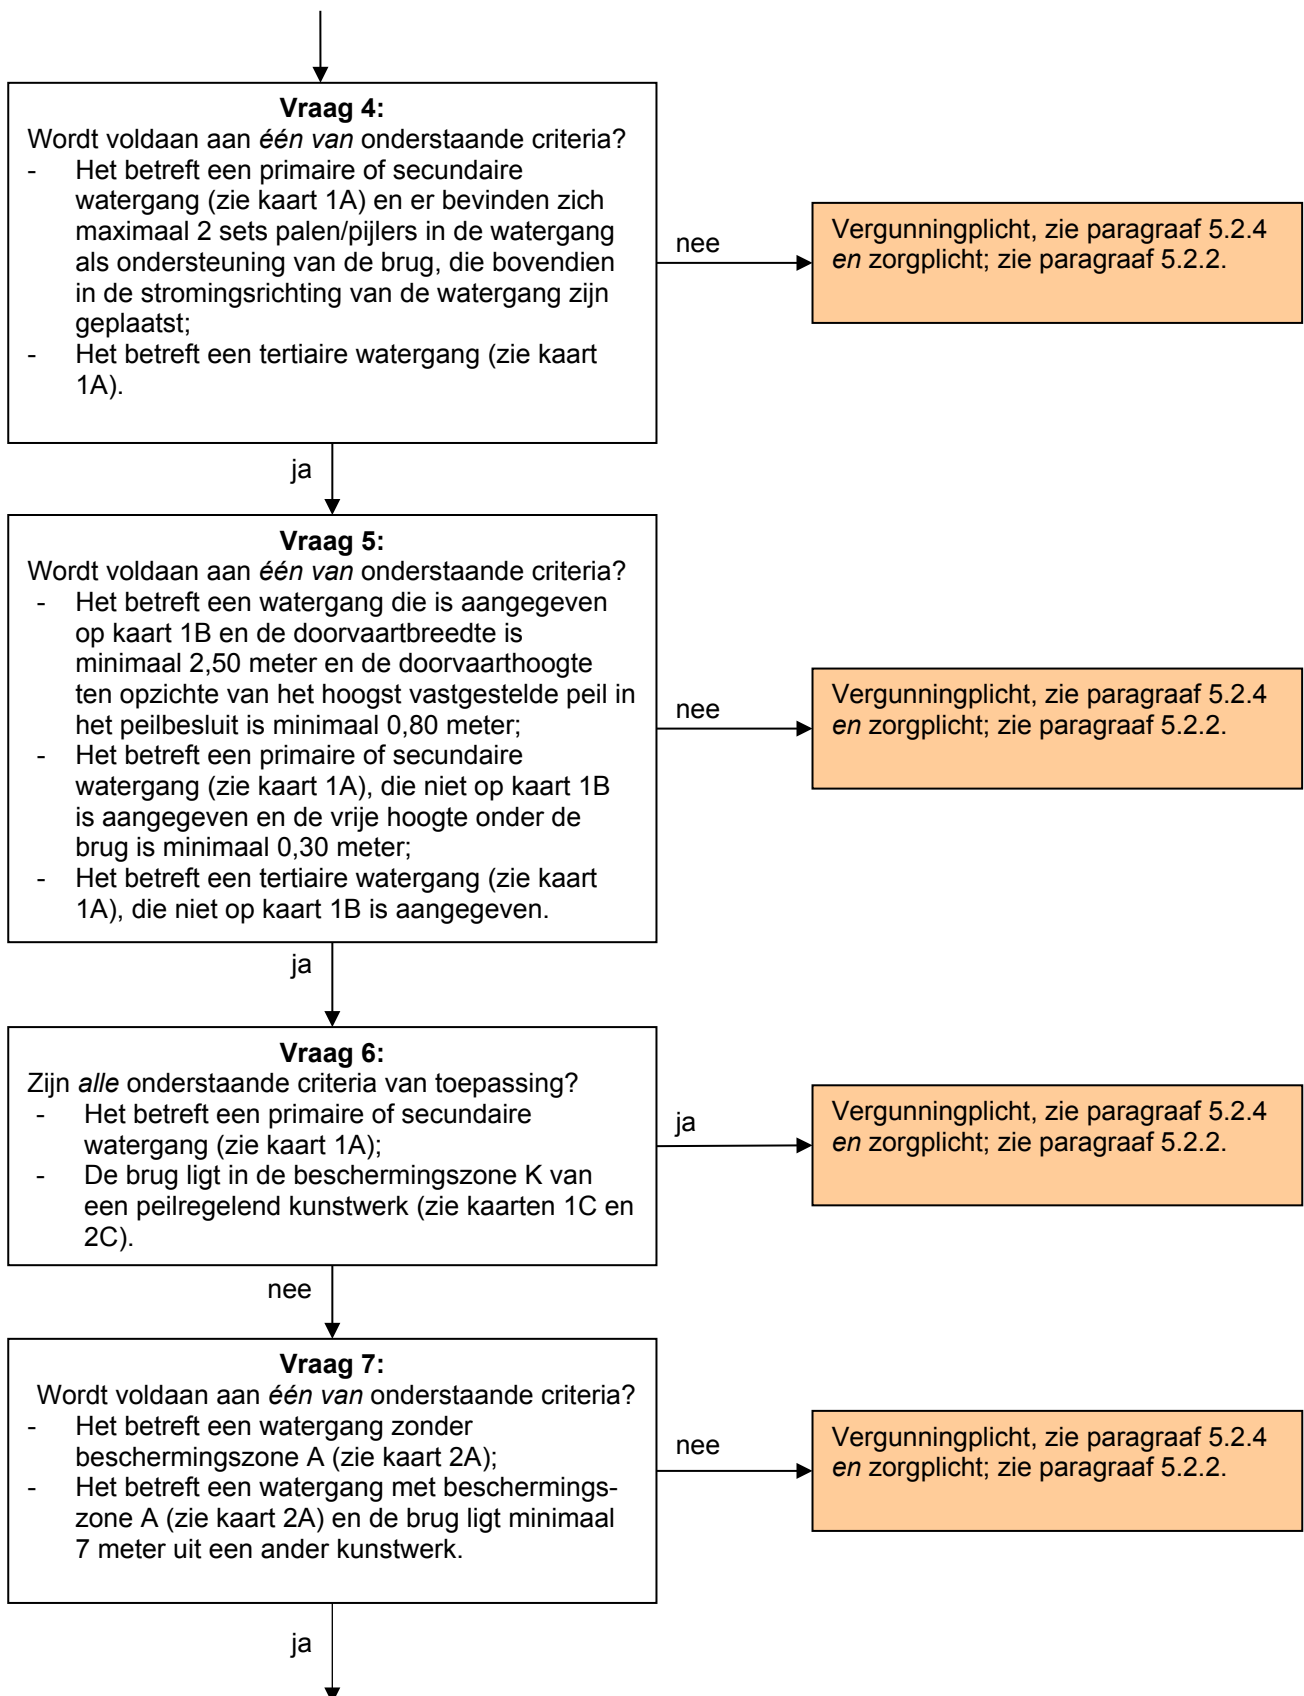 Vraag 4:
Wordt voldaan aan één van onderstaande criteria?
- Het betreft een primaire of secundaire
watergang (zie kaart 1A) en er bevinden zich
maximaal 2 sets palen/pijlers in de watergang
als ondersteuning van de brug, die bovendien
in de stromingsrichting van de watergang zijn
geplaatst;
- Het betreft een tertiaire watergang (zie kaart
1A).
nee
Vergunningplicht, zie paragraaf 5.2.4
en zorgplicht; zie paragraaf 5.2.2.
ja
Vraag 5:
Wordt voldaan aan één van onderstaande criteria?
- Het betreft een watergang die is aangegeven
op kaart 1B en de doorvaartbreedte is
minimaal 2,50 meter en de doorvaarthoogte
ten opzichte van het hoogst vastgestelde peil in
het peilbesluit is minimaal 0,80 meter;
- Het betreft een primaire of secundaire
watergang (zie kaart 1A), die niet op kaart 1B
is aangegeven en de vrije hoogte onder de
brug is minimaal 0,30 meter;
- Het betreft een tertiaire watergang (zie kaart
1A), die niet op kaart 1B is aangegeven.
nee
Vergunningplicht, zie paragraaf 5.2.4
en zorgplicht; zie paragraaf 5.2.2.
ja
Vraag 6:
Zijn alle onderstaande criteria van toepassing?
- Het betreft een primaire of secundaire
watergang (zie kaart 1A);
- De brug ligt in de beschermingszone K van
een peilregelend kunstwerk (zie kaarten 1C en
2C).
ja
Vergunningplicht, zie paragraaf 5.2.4
en zorgplicht; zie paragraaf 5.2.2.
nee
Vraag 7:
Wordt voldaan aan één van onderstaande criteria?
- Het betreft een watergang zonder
beschermingszone A (zie kaart 2A);
- Het betreft een watergang met beschermings-
zone A (zie kaart 2A) en de brug ligt minimaal
7 meter uit een ander kunstwerk.
nee
Vergunningplicht, zie paragraaf 5.2.4
en zorgplicht; zie paragraaf 5.2.2.
ja